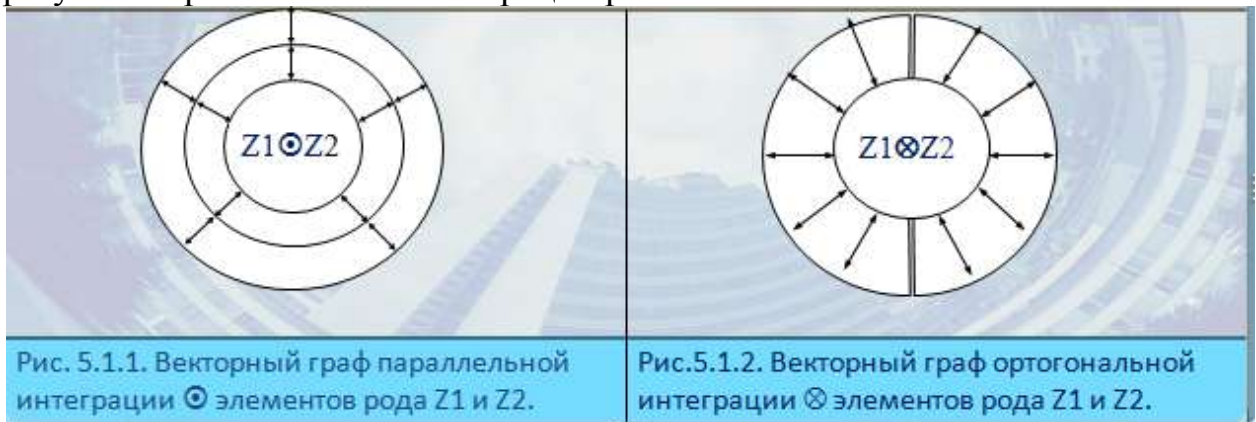 Z1⊙Z2
Z1⊗Z2
Рис. 5.1.1. Векторный граф параллельной
интеграции ⊙ элементов рода Z1 и Z2.
Рис.5.1.2. Векторный граф ортогональной
интеграции ⊗ элементов рода Z1 и Z2.